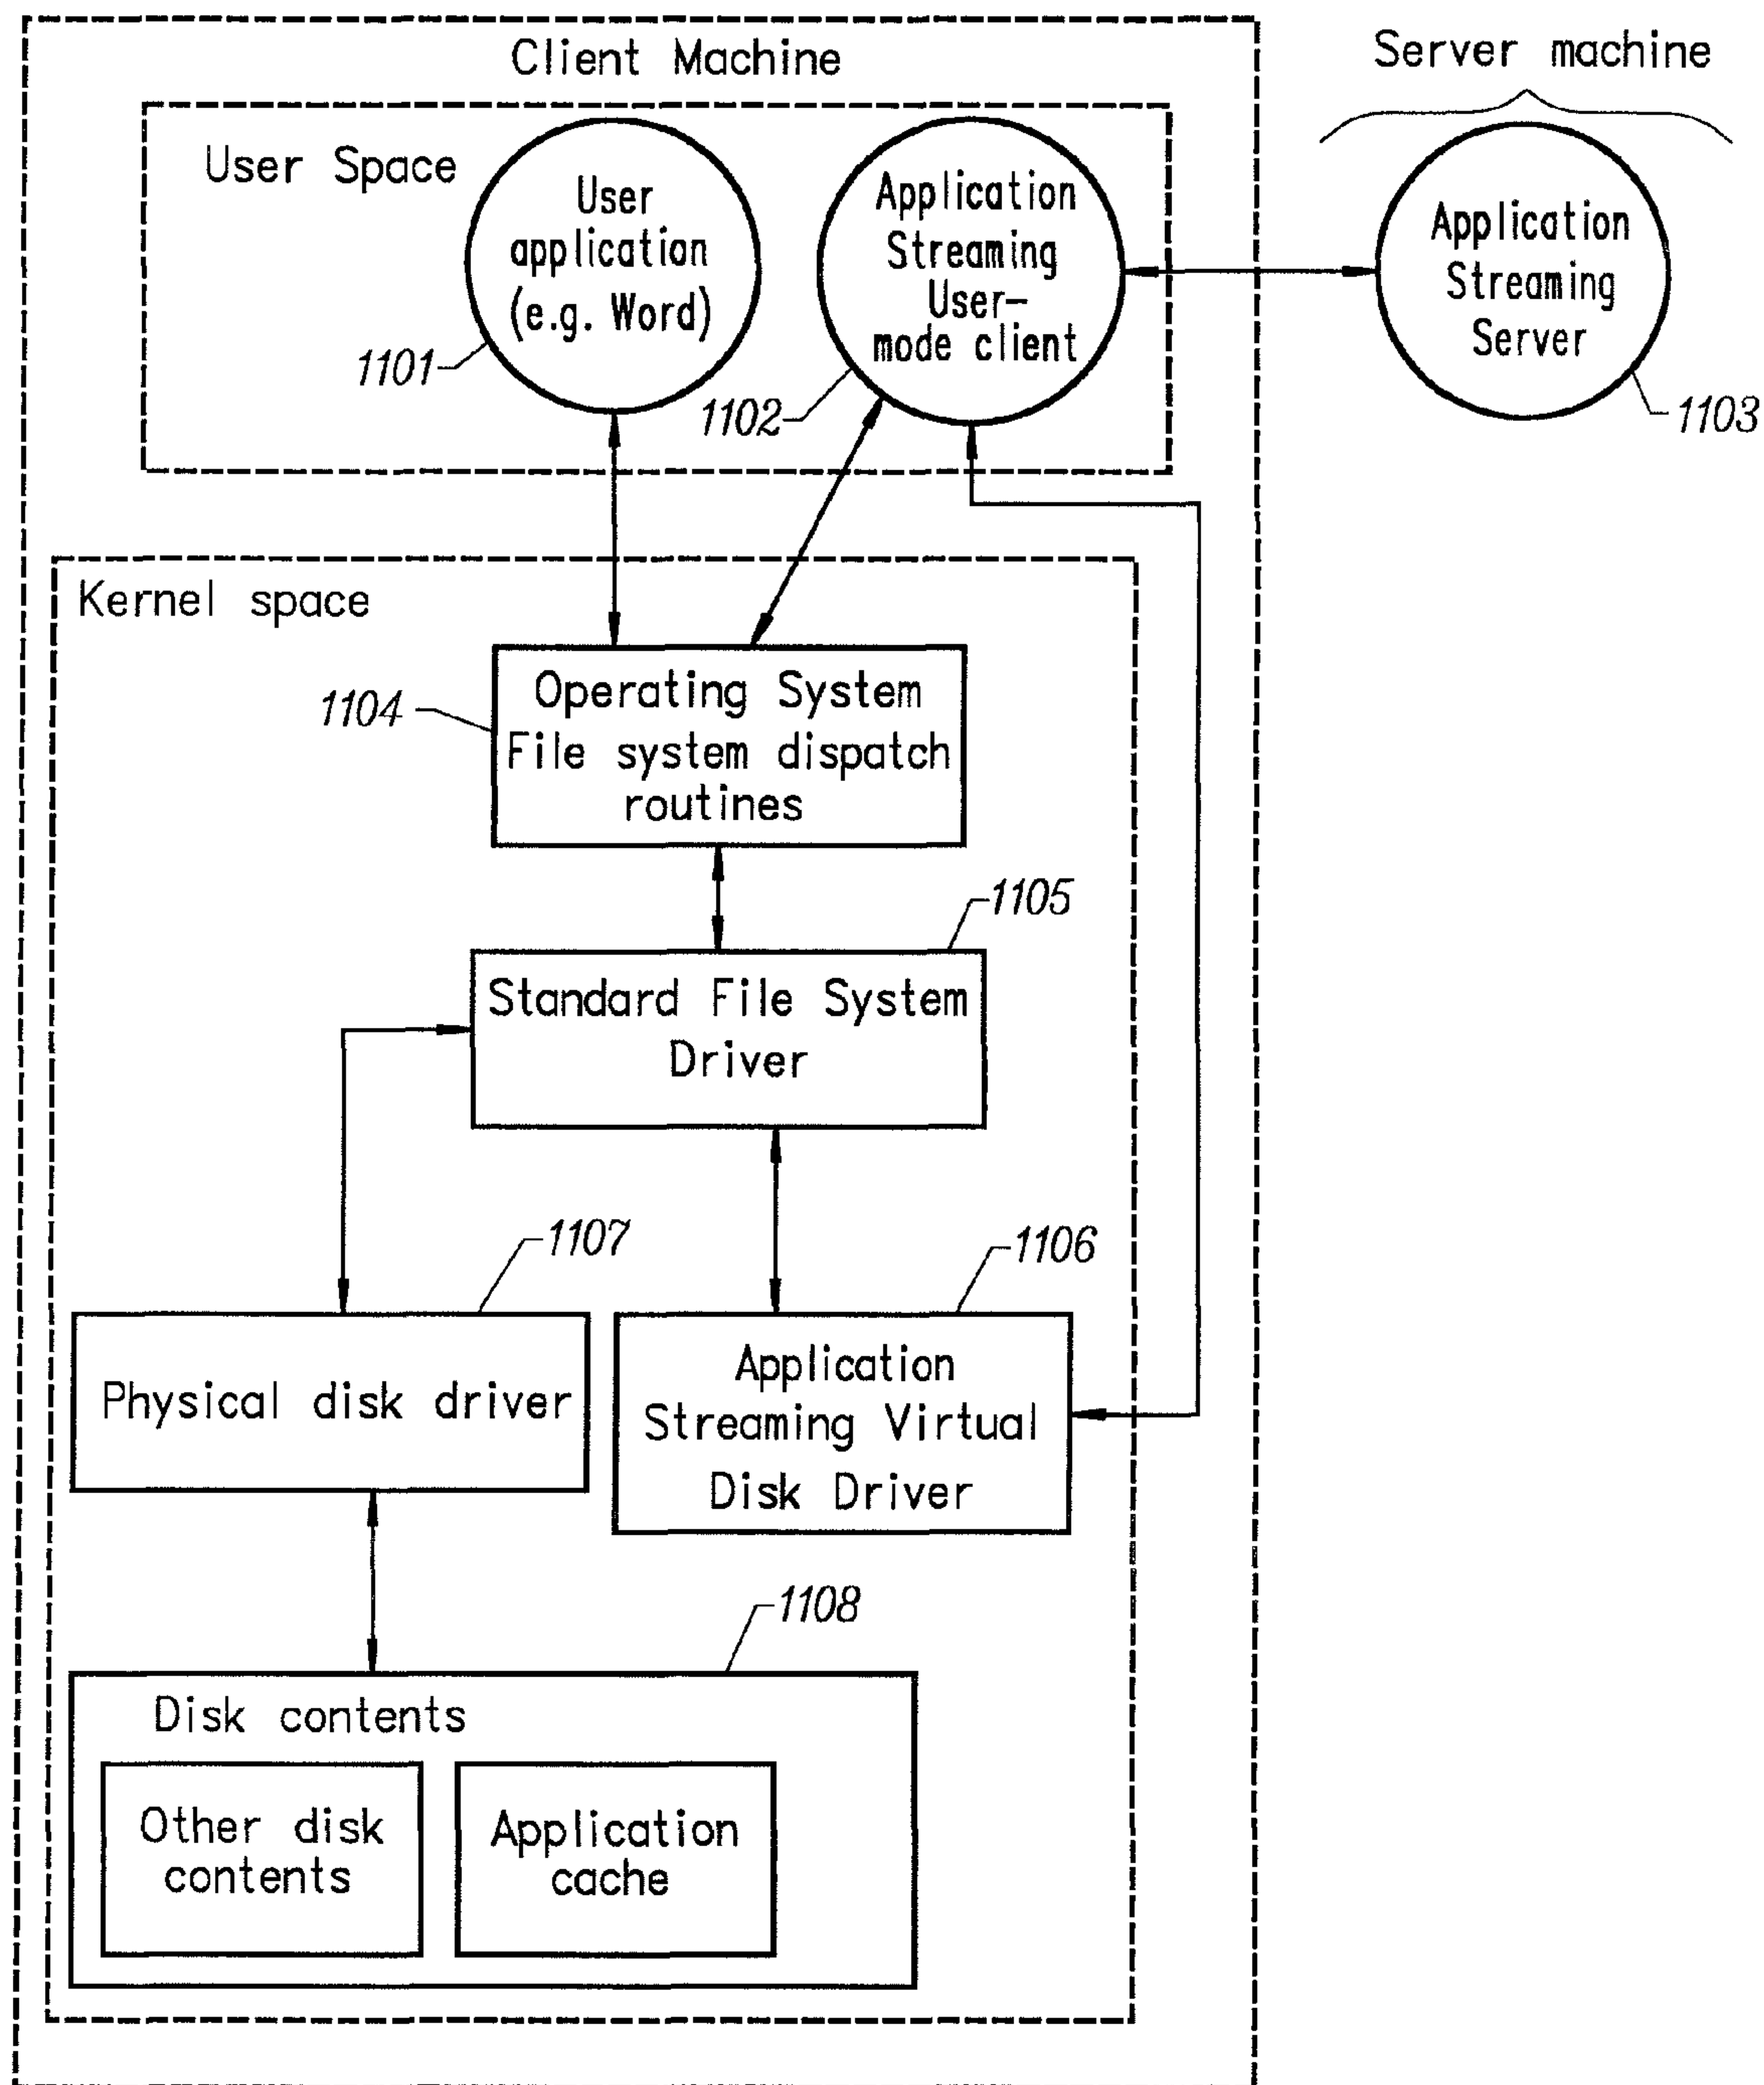 Client Machine
Server machine
User Space
User
application
(e.g. Word)
1101
Application
Streaming
User-
mode client
1102
Application
Streaming
Server
1103
Kernel space
Operating System
File system dispatch
routines
1104
1105
Standard File System
Driver
1107
Physical disk driver
1106
Application
Streaming Virtual
Disk Driver
1108
Disk contents
Other disk
contents
Application
cache